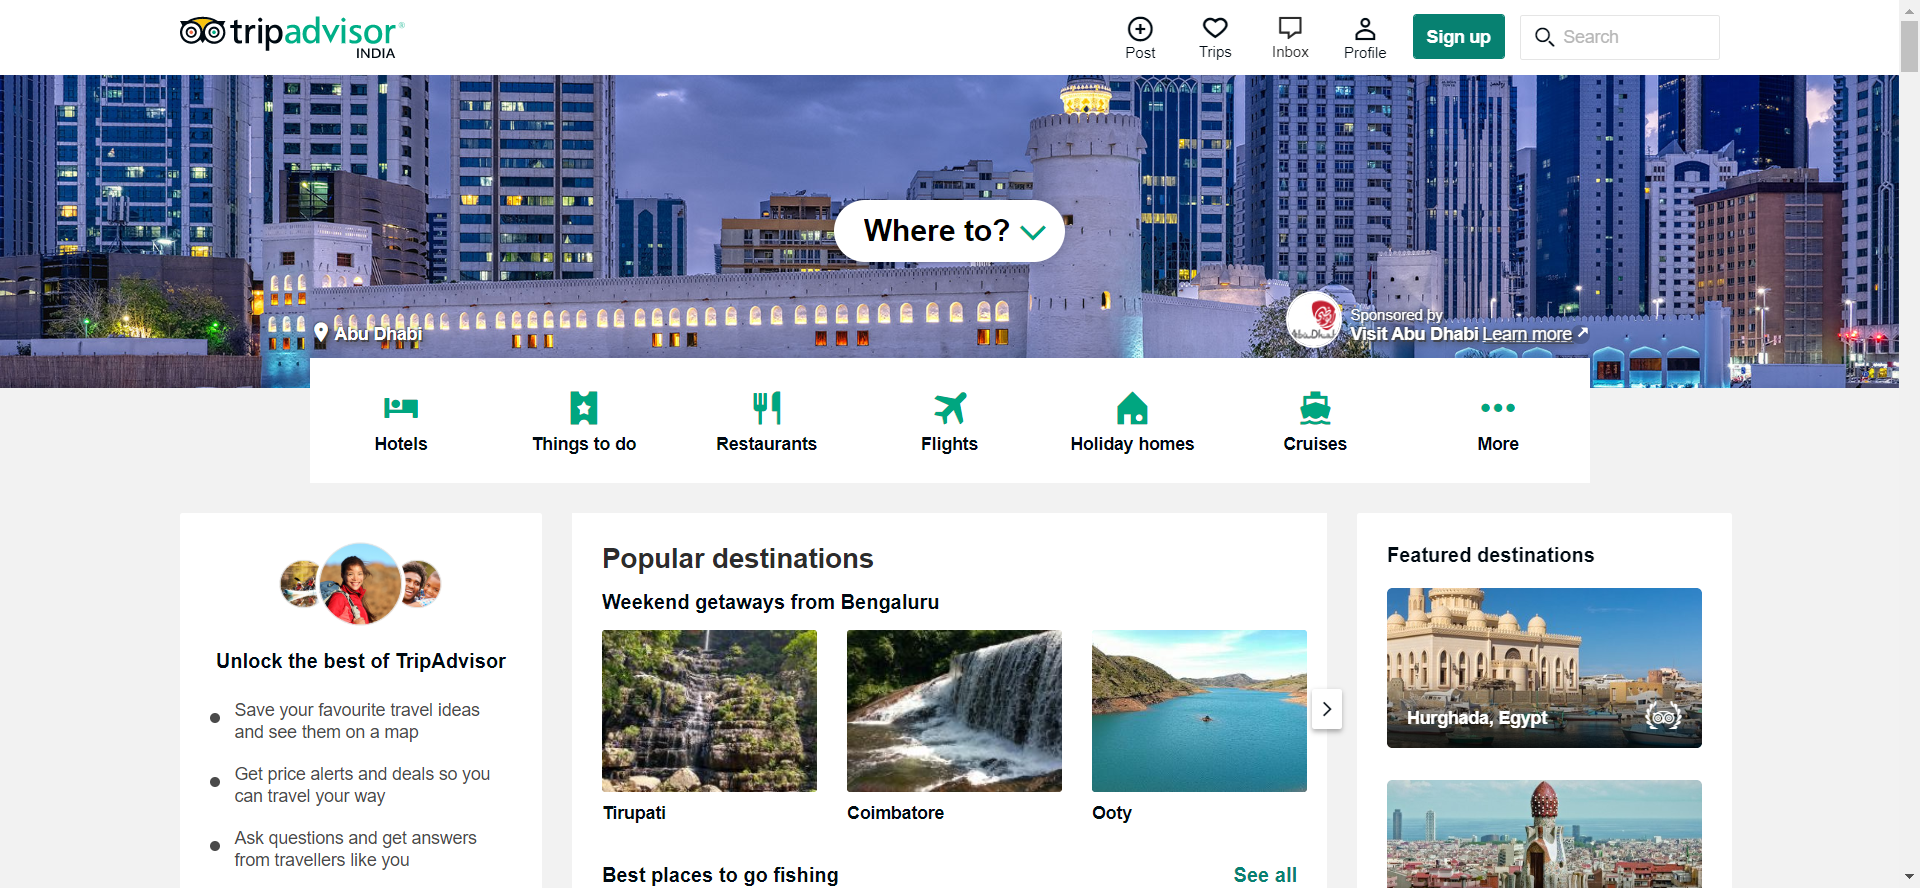 tripadvisor®
INDIA
Post
Trips
Inbox
Profile
Sign up
Search
Where to?
Abu Dhabi
Abu Dhabi
Sponsored by
Visit Abu Dhabi Learn more
Hotels
Things to do
Restaurants
Flights
Holiday homes
Cruises
More
Unlock the best of TripAdvisor
Save your favourite travel ideas
and see them on a map
Get price alerts and deals so you
can travel your way
Ask questions and get answers
from travellers like you
Popular destinations
Weekend getaways from Bengaluru
Tirupati
Coimbatore
Ooty
Best places to go fishing
See all
Featured destinations
Hurghada, Egypt